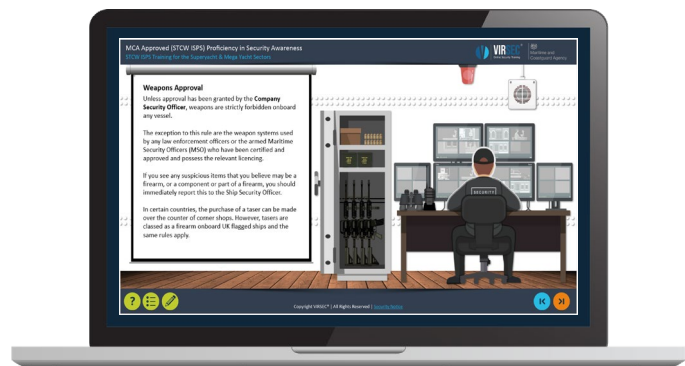 MCA Approved (STCW ISPS) Proficiency in Security Awareness
STCW ISPS Training for the Superyacht & Mega Yacht Sectors
VIRSEC®
Maritime and
Coastguard Agency
Weapons Approval
Unless approval has been granted by the Company
Security Officer, weapons are strictly forbidden onboard
any vessel.
The exception to this rule are the weapon systems used
by any law enforcement officers or the armed Maritime
Security Officers (MSO) who have been certified and
approved and possess the relevant licencing.
If you see any suspicious items that you believe may be a
firearm, or a component or part of a firearm, you should
immediately report this to the Ship Security Officer.
In certain countries, the purchase of a taser can be made
over the counter of corner shops. However, tasers are
classed as a firearm onboard UK flagged ships and the
same rules apply.
SECURITY
?
Copyright VIRSEC® | All Rights Reserved | Security Notice